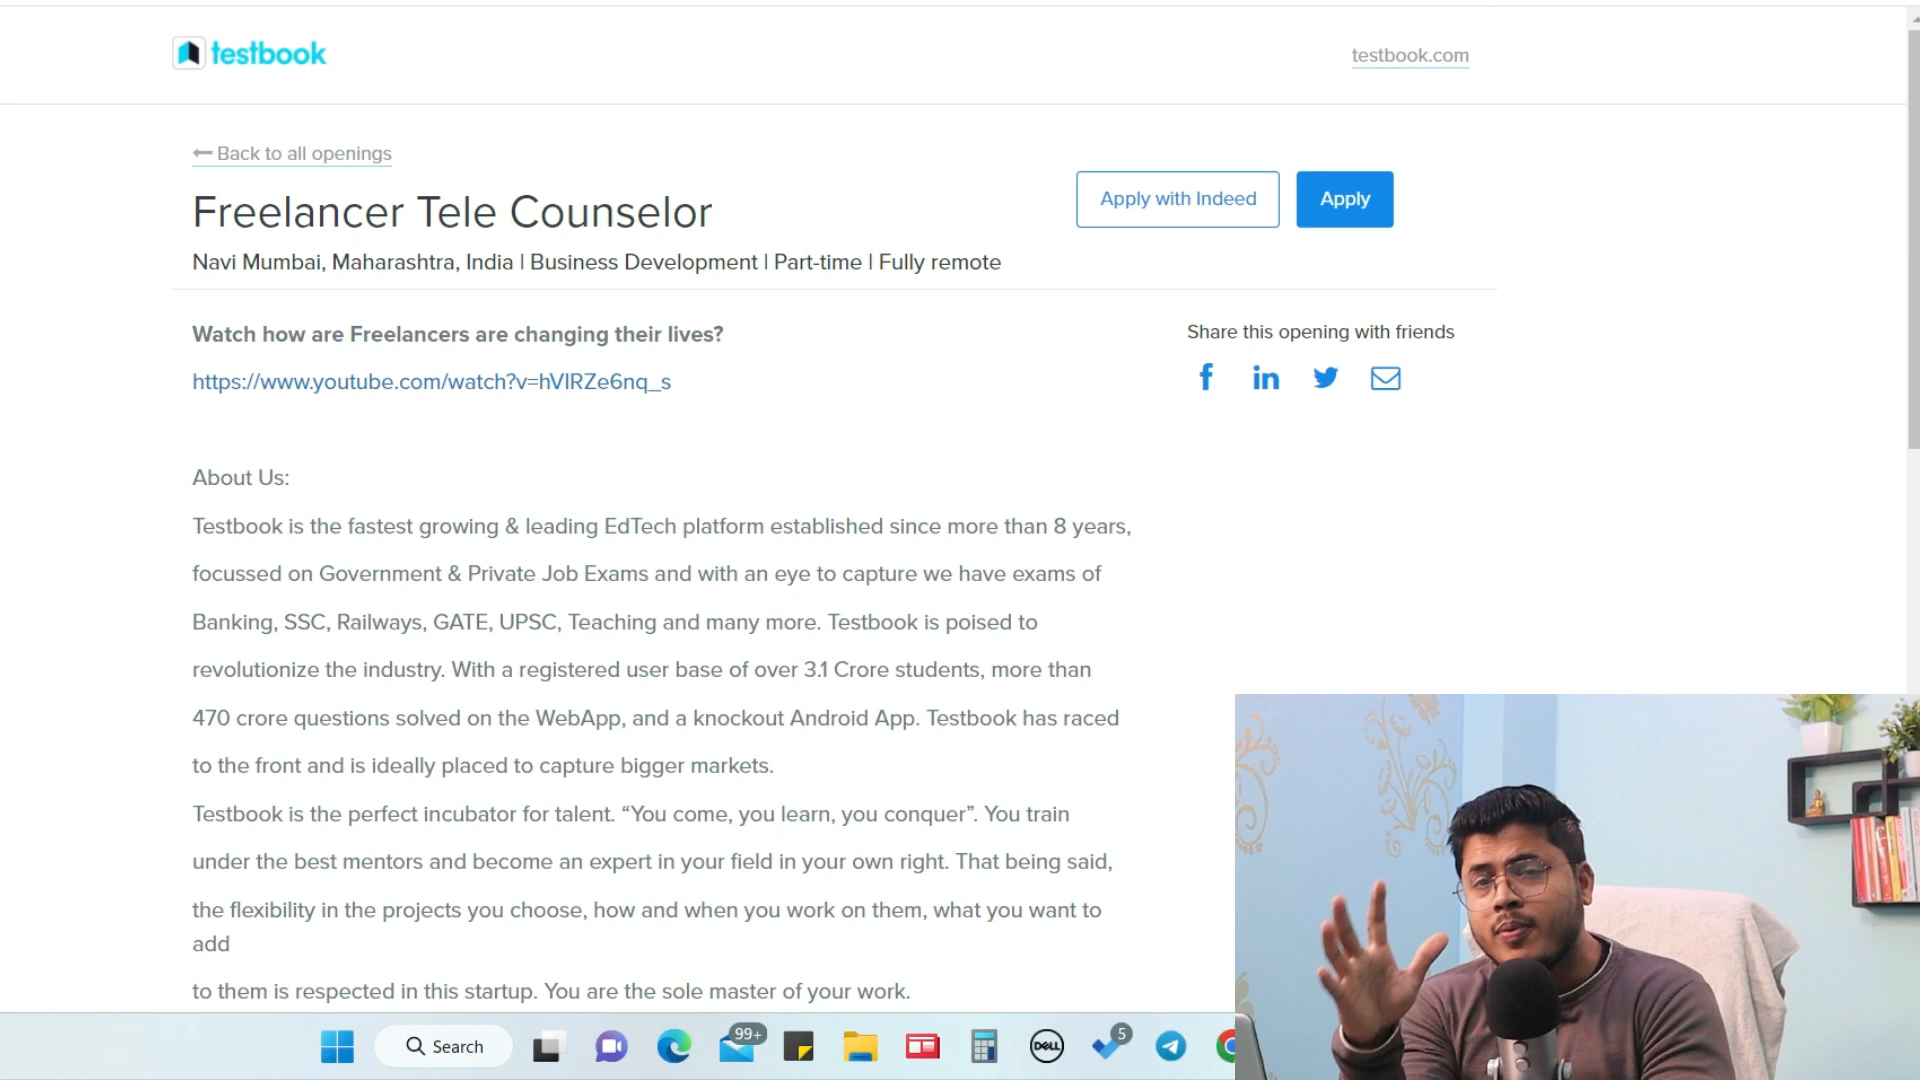 testbook
testbook.com
Back to all openings
Freelancer Tele Counselor
Apply with Indeed
Apply
Navi Mumbai, Maharashtra, India | Business Development | Part-time | Fully remote
Watch how are Freelancers are changing their lives?
Share this opening with friends
https://www.youtube.com/watch?v=hVIRZe6nq_s
About Us:
Testbook is the fastest growing & leading EdTech platform established since more than 8 years,
focussed on Government & Private Job Exams and with an eye to capture we have exams of
Banking, SSC, Railways, GATE, UPSC, Teaching and many more. Testbook is poised to
revolutionize the industry. With a registered user base of over 3.1 Crore students, more than
470 crore questions solved on the WebApp, and a knockout Android App. Testbook has raced
to the front and is ideally placed to capture bigger markets.
Testbook is the perfect incubator for talent. “You come, you learn, you conquer”. You train
under the best mentors and become an expert in your field in your own right. That being said,
the flexibility in the projects you choose, how and when you work on them, what you want to
add
to them is respected in this startup. You are the sole master of your work.
Search
99+
DELL
5